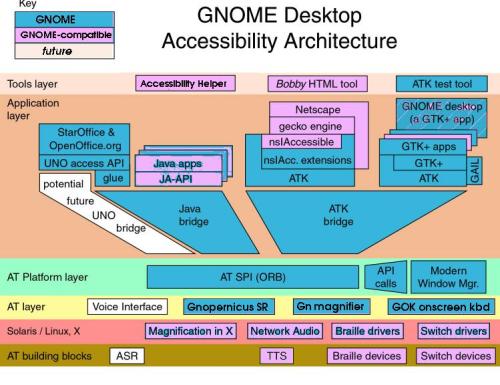 Key
GNOME
GNOME-compatible
future
GNOME Desktop
Accessibility Architecture
Tools layer
Accessibility Helper
Bobby HTML tool
ATK test tool
Application
layer
StarOffice &
OpenOffice.org
UNO access API
glue
Java apps
JA-API
Netscape
gecko engine
nsIAccessible
nsIAcc. extensions
ATK
GNOME desktop
(a GTK+ app)
GTK+ apps
GTK+
ATK
GAIL
potential
future
UNO
bridge
Java
bridge
ATK
bridge
AT Platform layer
AT SPI (ORB)
API
calls
Modern
Window Mgr.
AT layer
Voice Interface
Gnopernicus SR
Gn magnifier
GOK onscreen kbd
Solaris / Linux, X
Magnification in X
Network Audio
Braille drivers
Switch drivers
AT building blocks
ASR
TTS
Braille devices
Switch devices